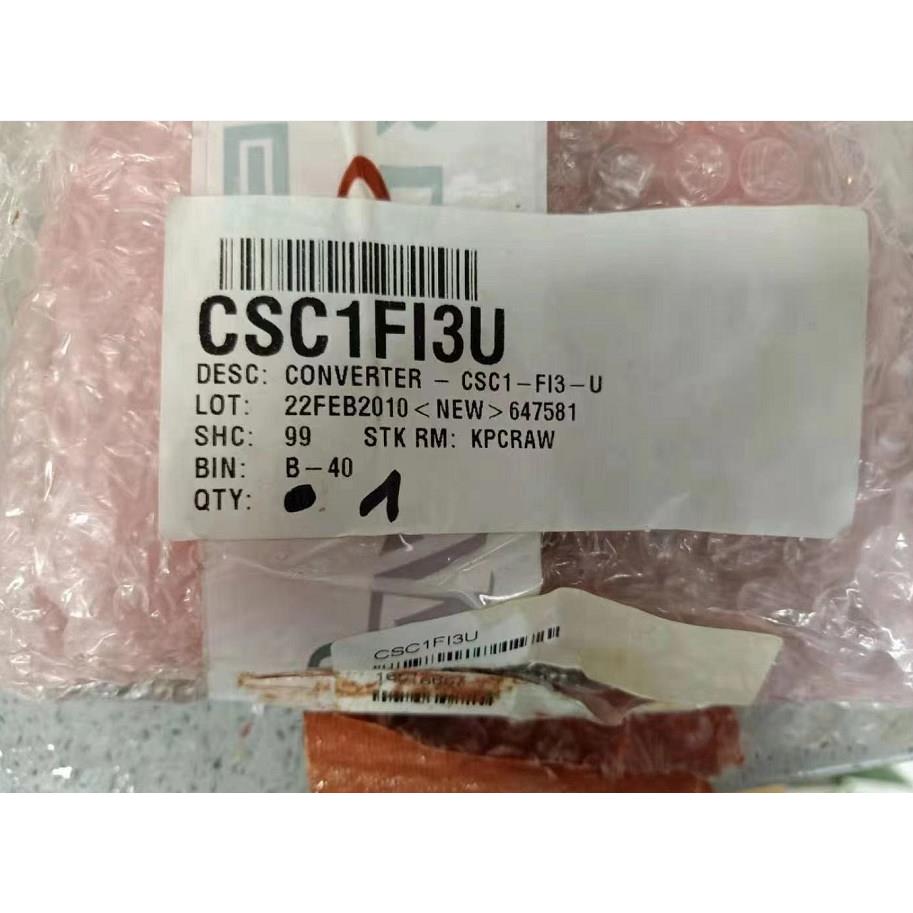 CSC1FI3U
DESC: CONVERTER - CSC1-FI3-U
LOT: 22FEB2010<NEW>647581
SHC: 99 STK RM: KPCRAW
BIN: B-40
QTY: 1
CSC1FI3U